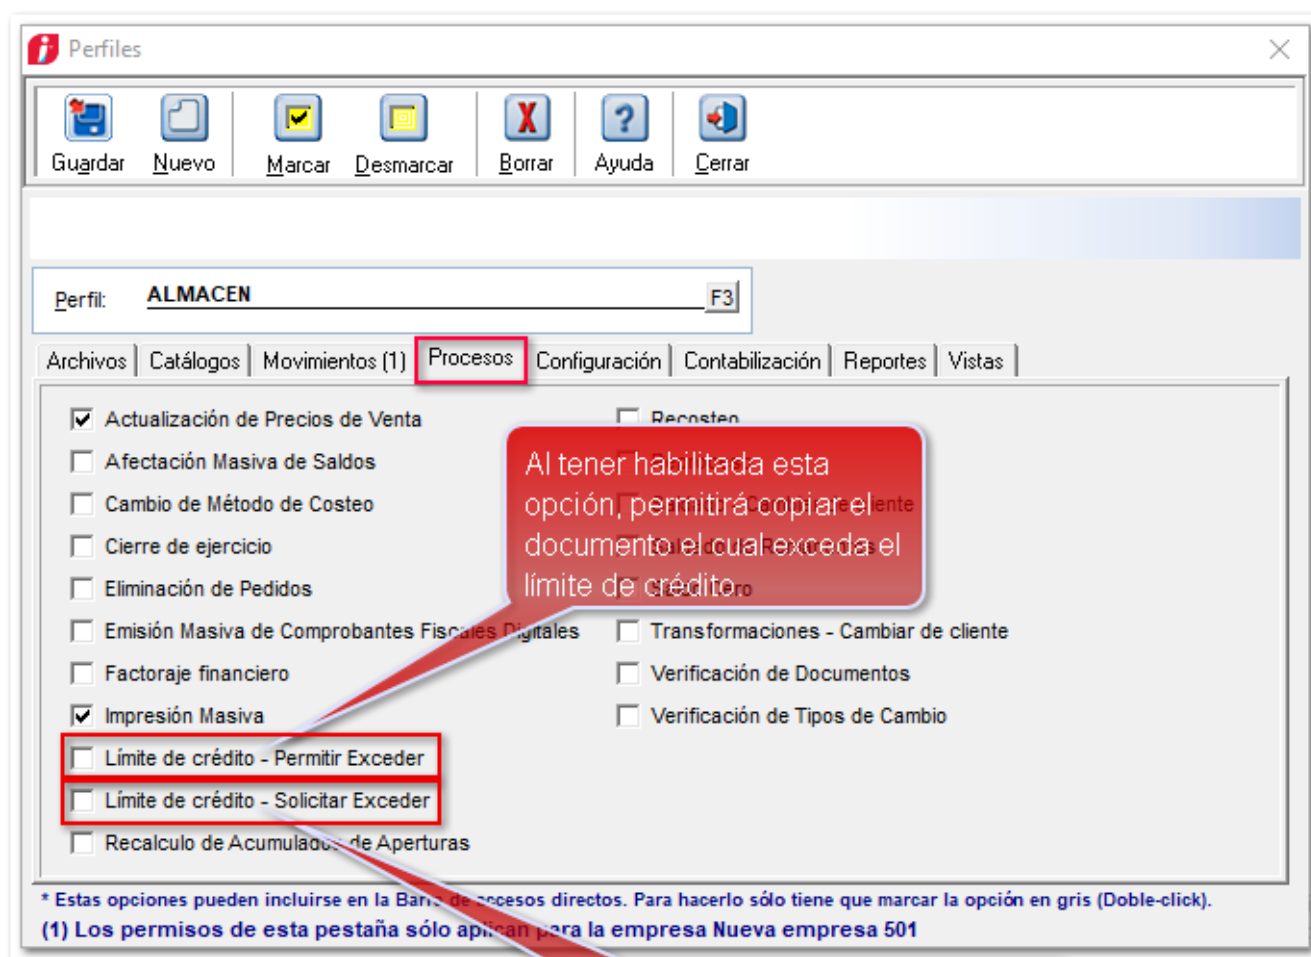 Perfiles
Guardar Nuevo Marcar Desmarcar Borrar Ayuda Cerrar
Perfil: ALMACEN F3
Archivos Catálogos Movimientos (1) Procesos Configuración Contabilización Reportes Vistas
Actualización de Precios de Venta
Afectación Masiva de Saldos
Cambio de Método de Costeo
Cierre de ejercicio
Eliminación de Pedidos
Emisión Masiva de Comprobantes Fiscales Digitales
Factoraje financiero
Impresión Masiva
Límite de crédito - Permitir Exceder
Límite de crédito - Solicitar Exceder
Recalculo de Acumulados de Aperturas
Recosteo
Transformaciones - Cambiar de cliente
Verificación de Documentos
Verificación de Tipos de Cambio
Al tener habilitada esta
opción, permitirá copiar el
documento el cual exceda el
límite de crédito.
* Estas opciones pueden incluirse en la Barra de accesos directos. Para hacerlo sólo tiene que marcar la opción en gris (Doble-click).
(1) Los permisos de esta pestaña sólo aplican para la empresa Nueva empresa 501